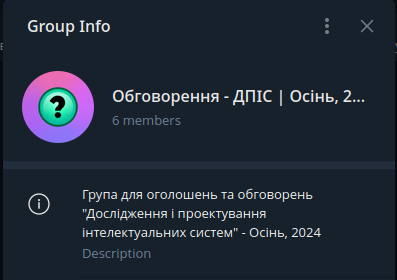 Group Info
Обговорення - ДПІС | Осінь, 2...
6 members
Група для оголошень та обговорень
"Дослідження і проектування
інтелектуальних систем" - Осінь, 2024
Description